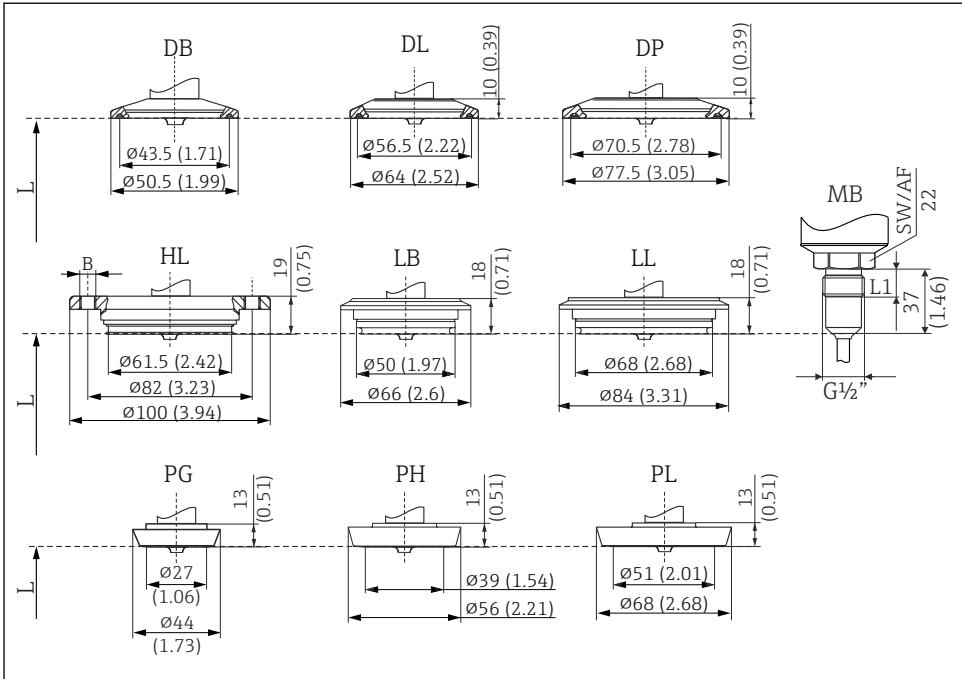 DB
DL
DP
10 (0.39)
10 (0.39)
Ø43.5 (1.71)
Ø50.5 (1.99)
Ø56.5 (2.22)
Ø64 (2.52)
Ø70.5 (2.78)
Ø77.5 (3.05)
L
MB
SW/AF
22
L1
37
(1.46)
G½"
HL
LB
LL
B
19
(0.75)
18
(0.71)
18
(0.71)
Ø61.5 (2.42)
Ø82 (3.23)
Ø100 (3.94)
Ø50 (1.97)
Ø66 (2.6)
Ø68 (2.68)
Ø84 (3.31)
L
PG
PH
PL
13
(0.51)
13
(0.51)
13
(0.51)
Ø27
(1.06)
Ø44
(1.73)
Ø39 (1.54)
Ø56 (2.21)
Ø51 (2.01)
Ø68 (2.68)
L